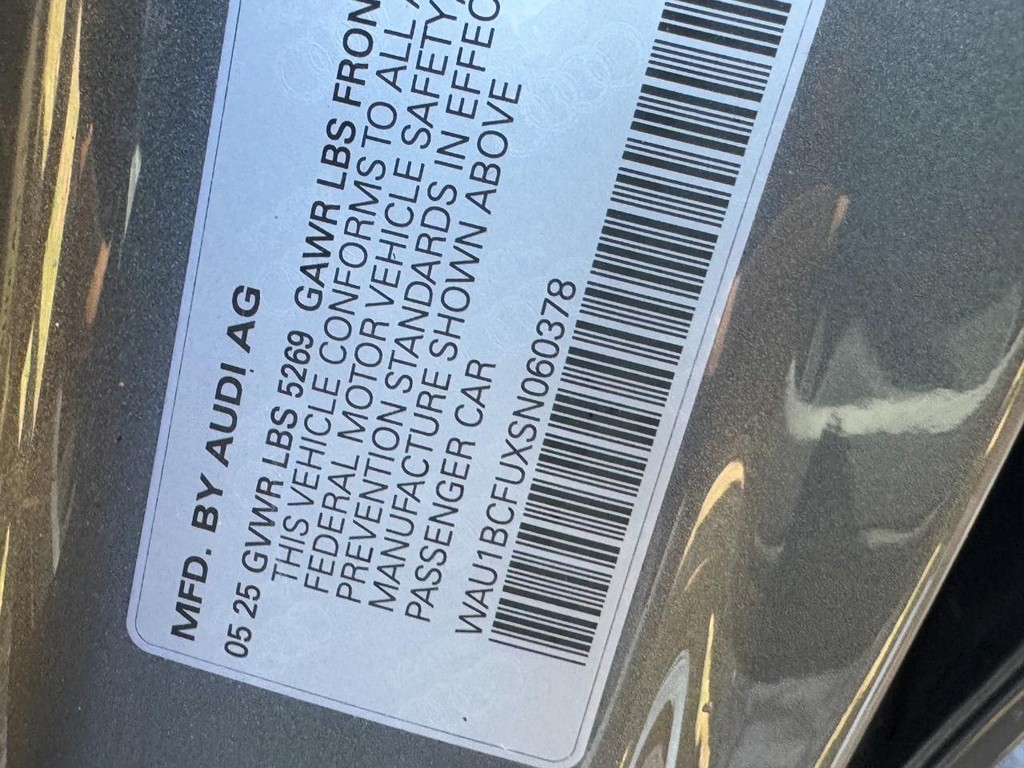 MFD. BY AUDI AG
05 25 GVWR LBS 5269 GAWR LBS FRON
THIS VEHICLE CONFORMS TO ALL
FEDERAL MOTOR VEHICLE SAFETY
PREVENTION STANDARDS IN EFFEC
MANUFACTURE SHOWN ABOVE
PASSENGER CAR
WAU1BCFUXSN060378